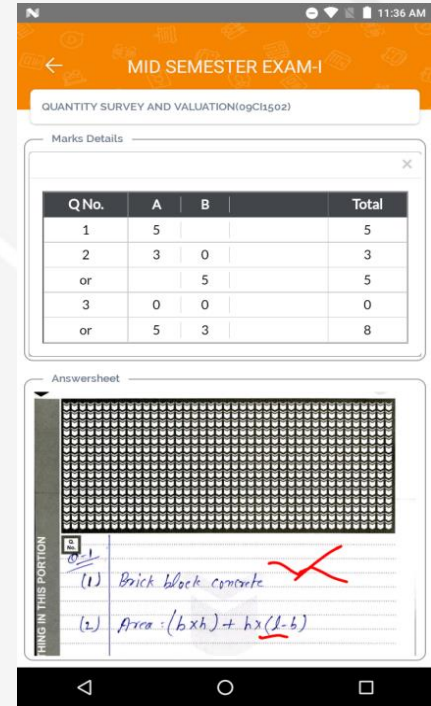 11:36 AM
MID SEMESTER EXAM-I
QUANTITY SURVEY AND VALUATION(09CI1502)
Marks Details
×
Q No. A B Total
1 5 5
2 3 0 3
or 5 5
3 0 0 0
or 5 3 8
Answersheet
THING IN THIS PORTION
Q. No.
Q-1
(1) Brick block concrete
(2) Area : (b×h) + h×(l-b)